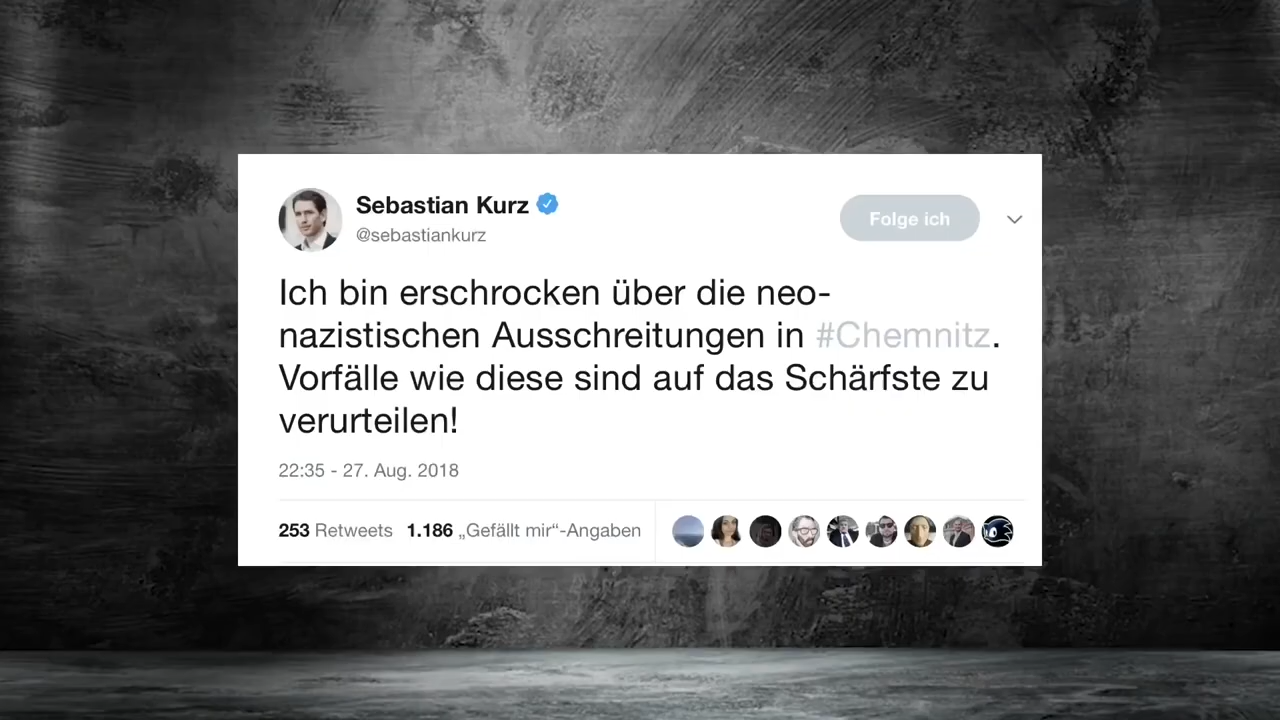 Sebastian Kurz
@sebastiankurz
Folge ich
Ich bin erschrocken über die neo-
nazistischen Ausschreitungen in #Chemnitz.
Vorfälle wie diese sind auf das Schärfste zu
verurteilen!
22:35 - 27. Aug. 2018
253 Retweets 1.186 „Gefällt mir“-Angaben